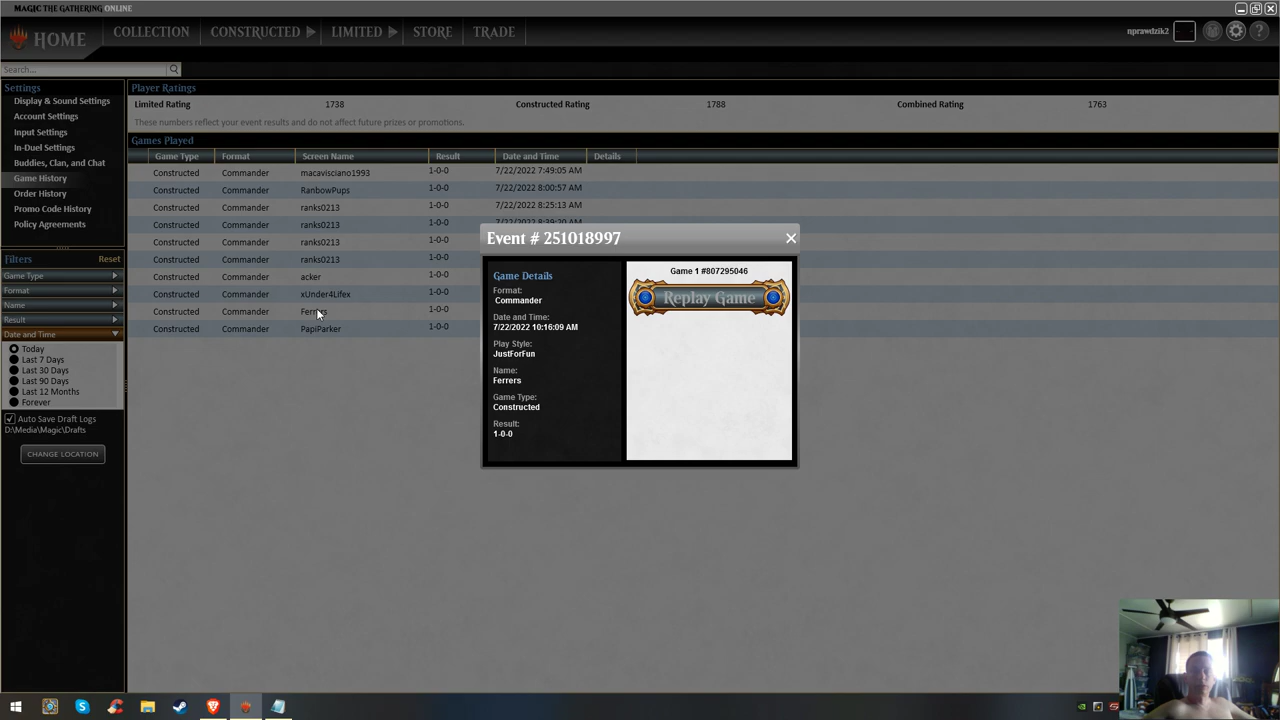 MAGIC THE GATHERING ONLINE
HOME
COLLECTION
CONSTRUCTED
LIMITED
STORE
TRADE
nprawdzik2
Search...
Settings
Display & Sound Settings
Account Settings
Input Settings
In-Duel Settings
Buddies, Clan, and Chat
Game History
Order History
Promo Code History
Policy Agreements
Filters Reset
Game Type
Format
Name
Result
Date and Time
Today
Last 7 Days
Last 30 Days
Last 90 Days
Last 12 Months
Forever
Auto Save Draft Logs
D:\Media\Magic\Drafts
CHANGE LOCATION
Player Ratings
Limited Rating 1738 Constructed Rating 1788 Combined Rating 1763
These numbers reflect your event results and do not affect future prizes or promotions.
Games Played
Game Type Format Screen Name Result Date and Time Details
Constructed Commander macavisciano1993 1-0-0 7/22/2022 7:49:05 AM
Constructed Commander RanbowPups 1-0-0 7/22/2022 8:00:57 AM
Constructed Commander ranks0213 1-0-0 7/22/2022 8:25:13 AM
Constructed Commander ranks0213 1-0-0 7/22/2022 8:39:20 AM
Constructed Commander ranks0213 1-0-0
Constructed Commander ranks0213 1-0-0
Constructed Commander acker 1-0-0
Constructed Commander xUnder4Lifex 1-0-0
Constructed Commander Ferrers 1-0-0
Constructed Commander PapiParker 1-0-0
Event # 251018997
Game Details
Format:
Commander
Date and Time:
7/22/2022 10:16:09 AM
Play Style:
JustForFun
Name:
Ferrers
Game Type:
Constructed
Result:
1-0-0
Game 1 #807295046
Replay Game